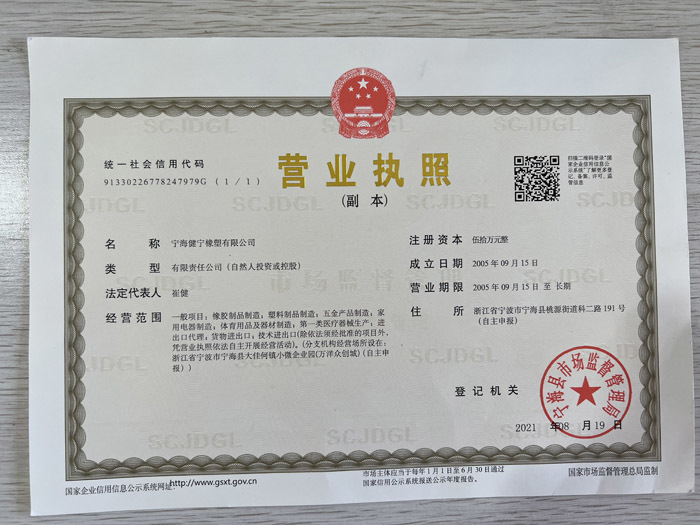 统一社会信用代码
91330226778247979G (1/1)
营业执照
(副 本)
扫描二维码登录"国
家企业信用信息公
示系统"了解更多登
记、备案、许可、监
管信息
名 称 宁海健宁橡塑有限公司
类 型 有限责任公司(自然人投资或控股)
法定代表人 崔健
经营范围 一般项目:橡胶制品制造;塑料制品制造;五金产品制造;家
用电器制造;体育用品及器材制造;第一类医疗器械生产;进
出口代理;货物进出口;技术进出口(除依法须经批准的项目外,
凭营业执照依法自主开展经营活动)。(分支机构经营场所设在:
浙江省宁波市宁海县大佳何镇小微企业园(万洋众创城)(自主申
报)
注册资本 伍拾万元整
成立日期 2005年09月15日
营业期限 2005年09月15日 至 长期
住 所 浙江省宁波市宁海县桃源街道科二路191号
(自主申报)
登记机关
宁海县市场监督管理局
2021 年08 月19 日
国家企业信用信息公示系统网址:http://www.gsxt.gov.cn
市场主体应当于每年1月1日至6月30日通过
国家信用信息公示系统报送公示年度报告。
国家市场监督管理总局监制
SCJDGL
SCJDGL
SCJDGL
SCJDGL
SCJDGL
市场监督管理